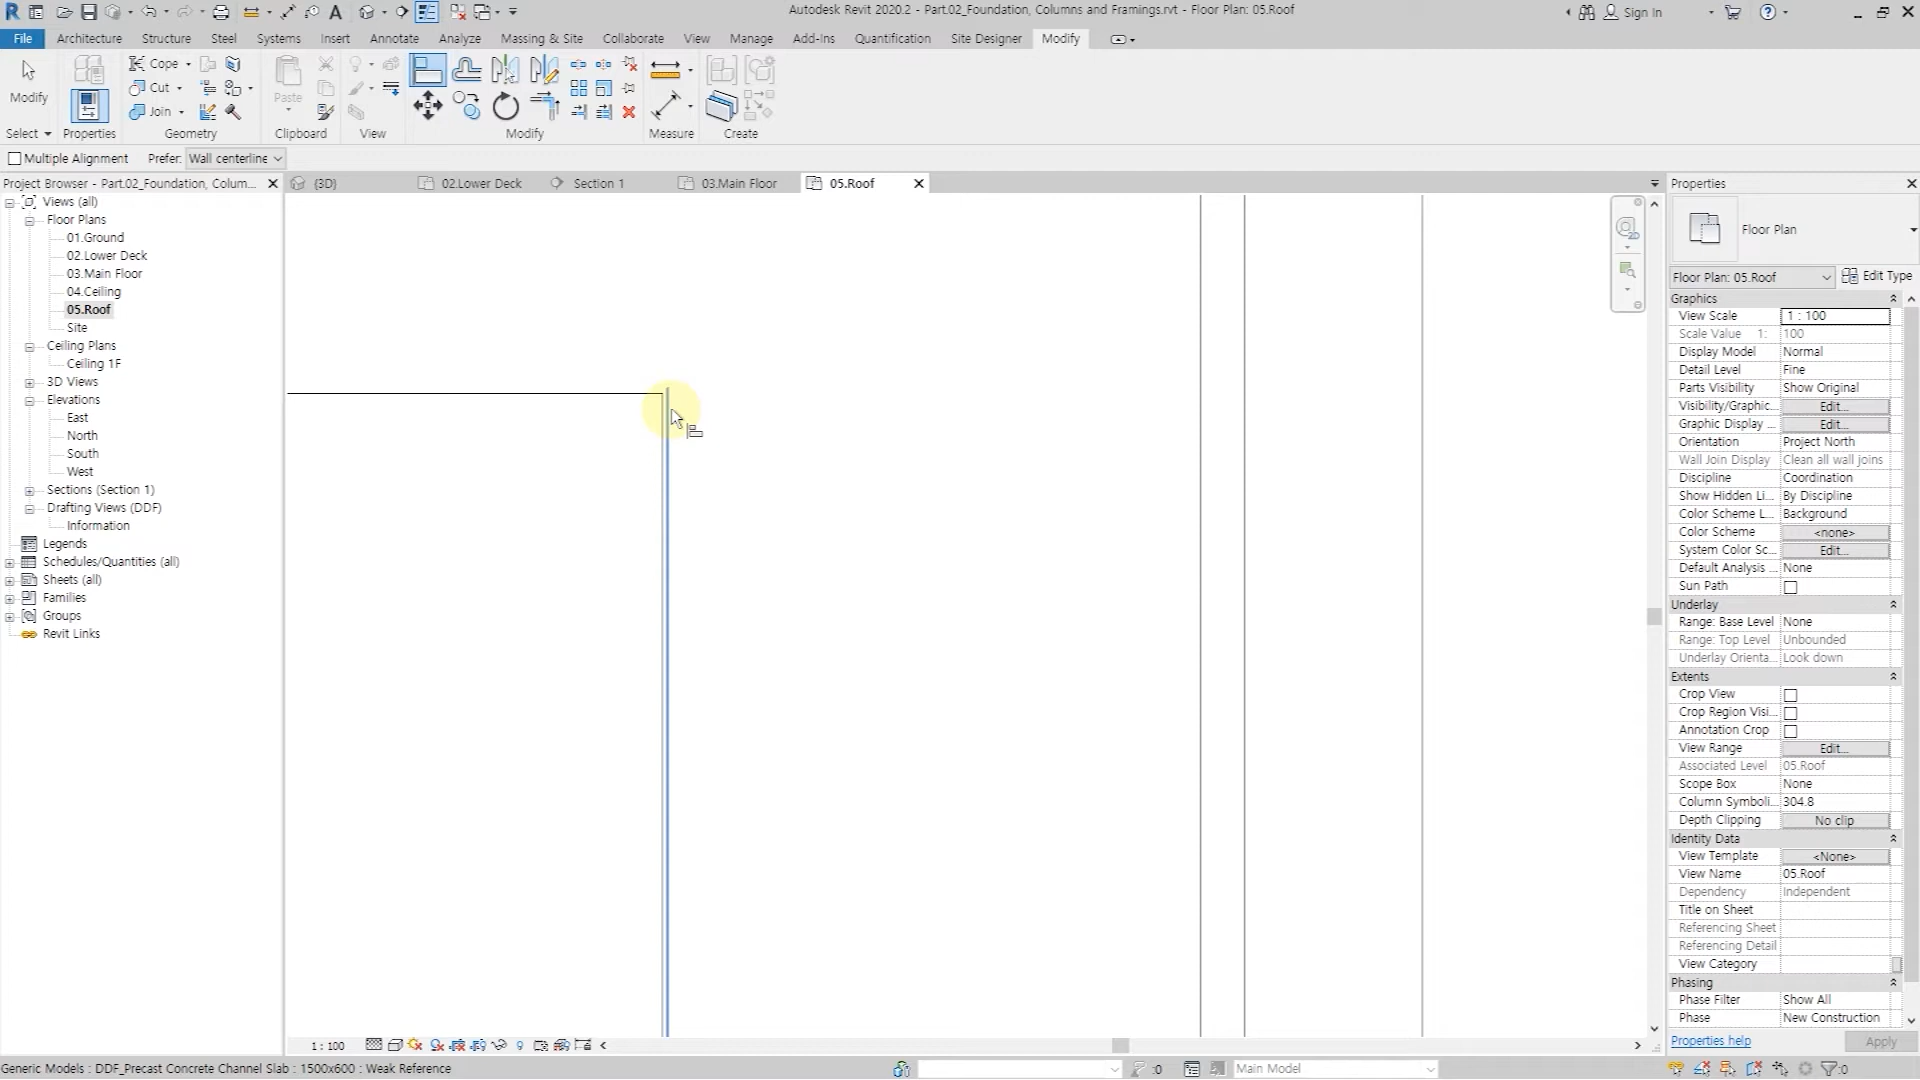 Autodesk Revit 2020.2 - Part.02_Foundation, Columns and Framings.rvt - Floor Plan: 05.Roof
Sign In
File Architecture Structure Steel Systems Insert Annotate Analyze Massing & Site Collaborate View Manage Add-Ins Quantification Site Designer Modify
Modify
Cope
Cut
Join
Paste
Select Properties Geometry Clipboard View Modify Measure Create
Multiple Alignment Prefer: Wall centerline
Project Browser - Part.02_Foundation, Colum...
{3D} 02.Lower Deck Section 1 03.Main Floor 05.Roof
Views (all)
Floor Plans
01.Ground
02.Lower Deck
03.Main Floor
04.Ceiling
05.Roof
Site
Ceiling Plans
Ceiling 1F
3D Views
Elevations
East
North
South
West
Sections (Section 1)
Drafting Views (DDF)
Information
Legends
Schedules/Quantities (all)
Sheets (all)
Families
Groups
Revit Links
2D
Properties
Floor Plan
Floor Plan: 05.Roof Edit Type
Graphics
View Scale 1 : 100
Scale Value 1: 100
Display Model Normal
Detail Level Fine
Parts Visibility Show Original
Visibility/Graphic... Edit...
Graphic Display ... Edit...
Orientation Project North
Wall Join Display Clean all wall joins
Discipline Coordination
Show Hidden Li... By Discipline
Color Scheme L... Background
Color Scheme <none>
System Color Sc... Edit...
Default Analysis ... None
Sun Path
Underlay
Range: Base Level None
Range: Top Level Unbounded
Underlay Orienta... Look down
Extents
Crop View
Crop Region Visi...
Annotation Crop
View Range Edit...
Associated Level 05.Roof
Scope Box None
Column Symboli... 304.8
Depth Clipping No clip
Identity Data
View Template <None>
View Name 05.Roof
Dependency Independent
Title on Sheet
Referencing Sheet
Referencing Detail
View Category
Phasing
Phase Filter Show All
Phase New Construction
Properties help Apply
1 : 100
Generic Models : DDF_Precast Concrete Channel Slab : 1500x600 : Weak Reference
:0 Main Model :0